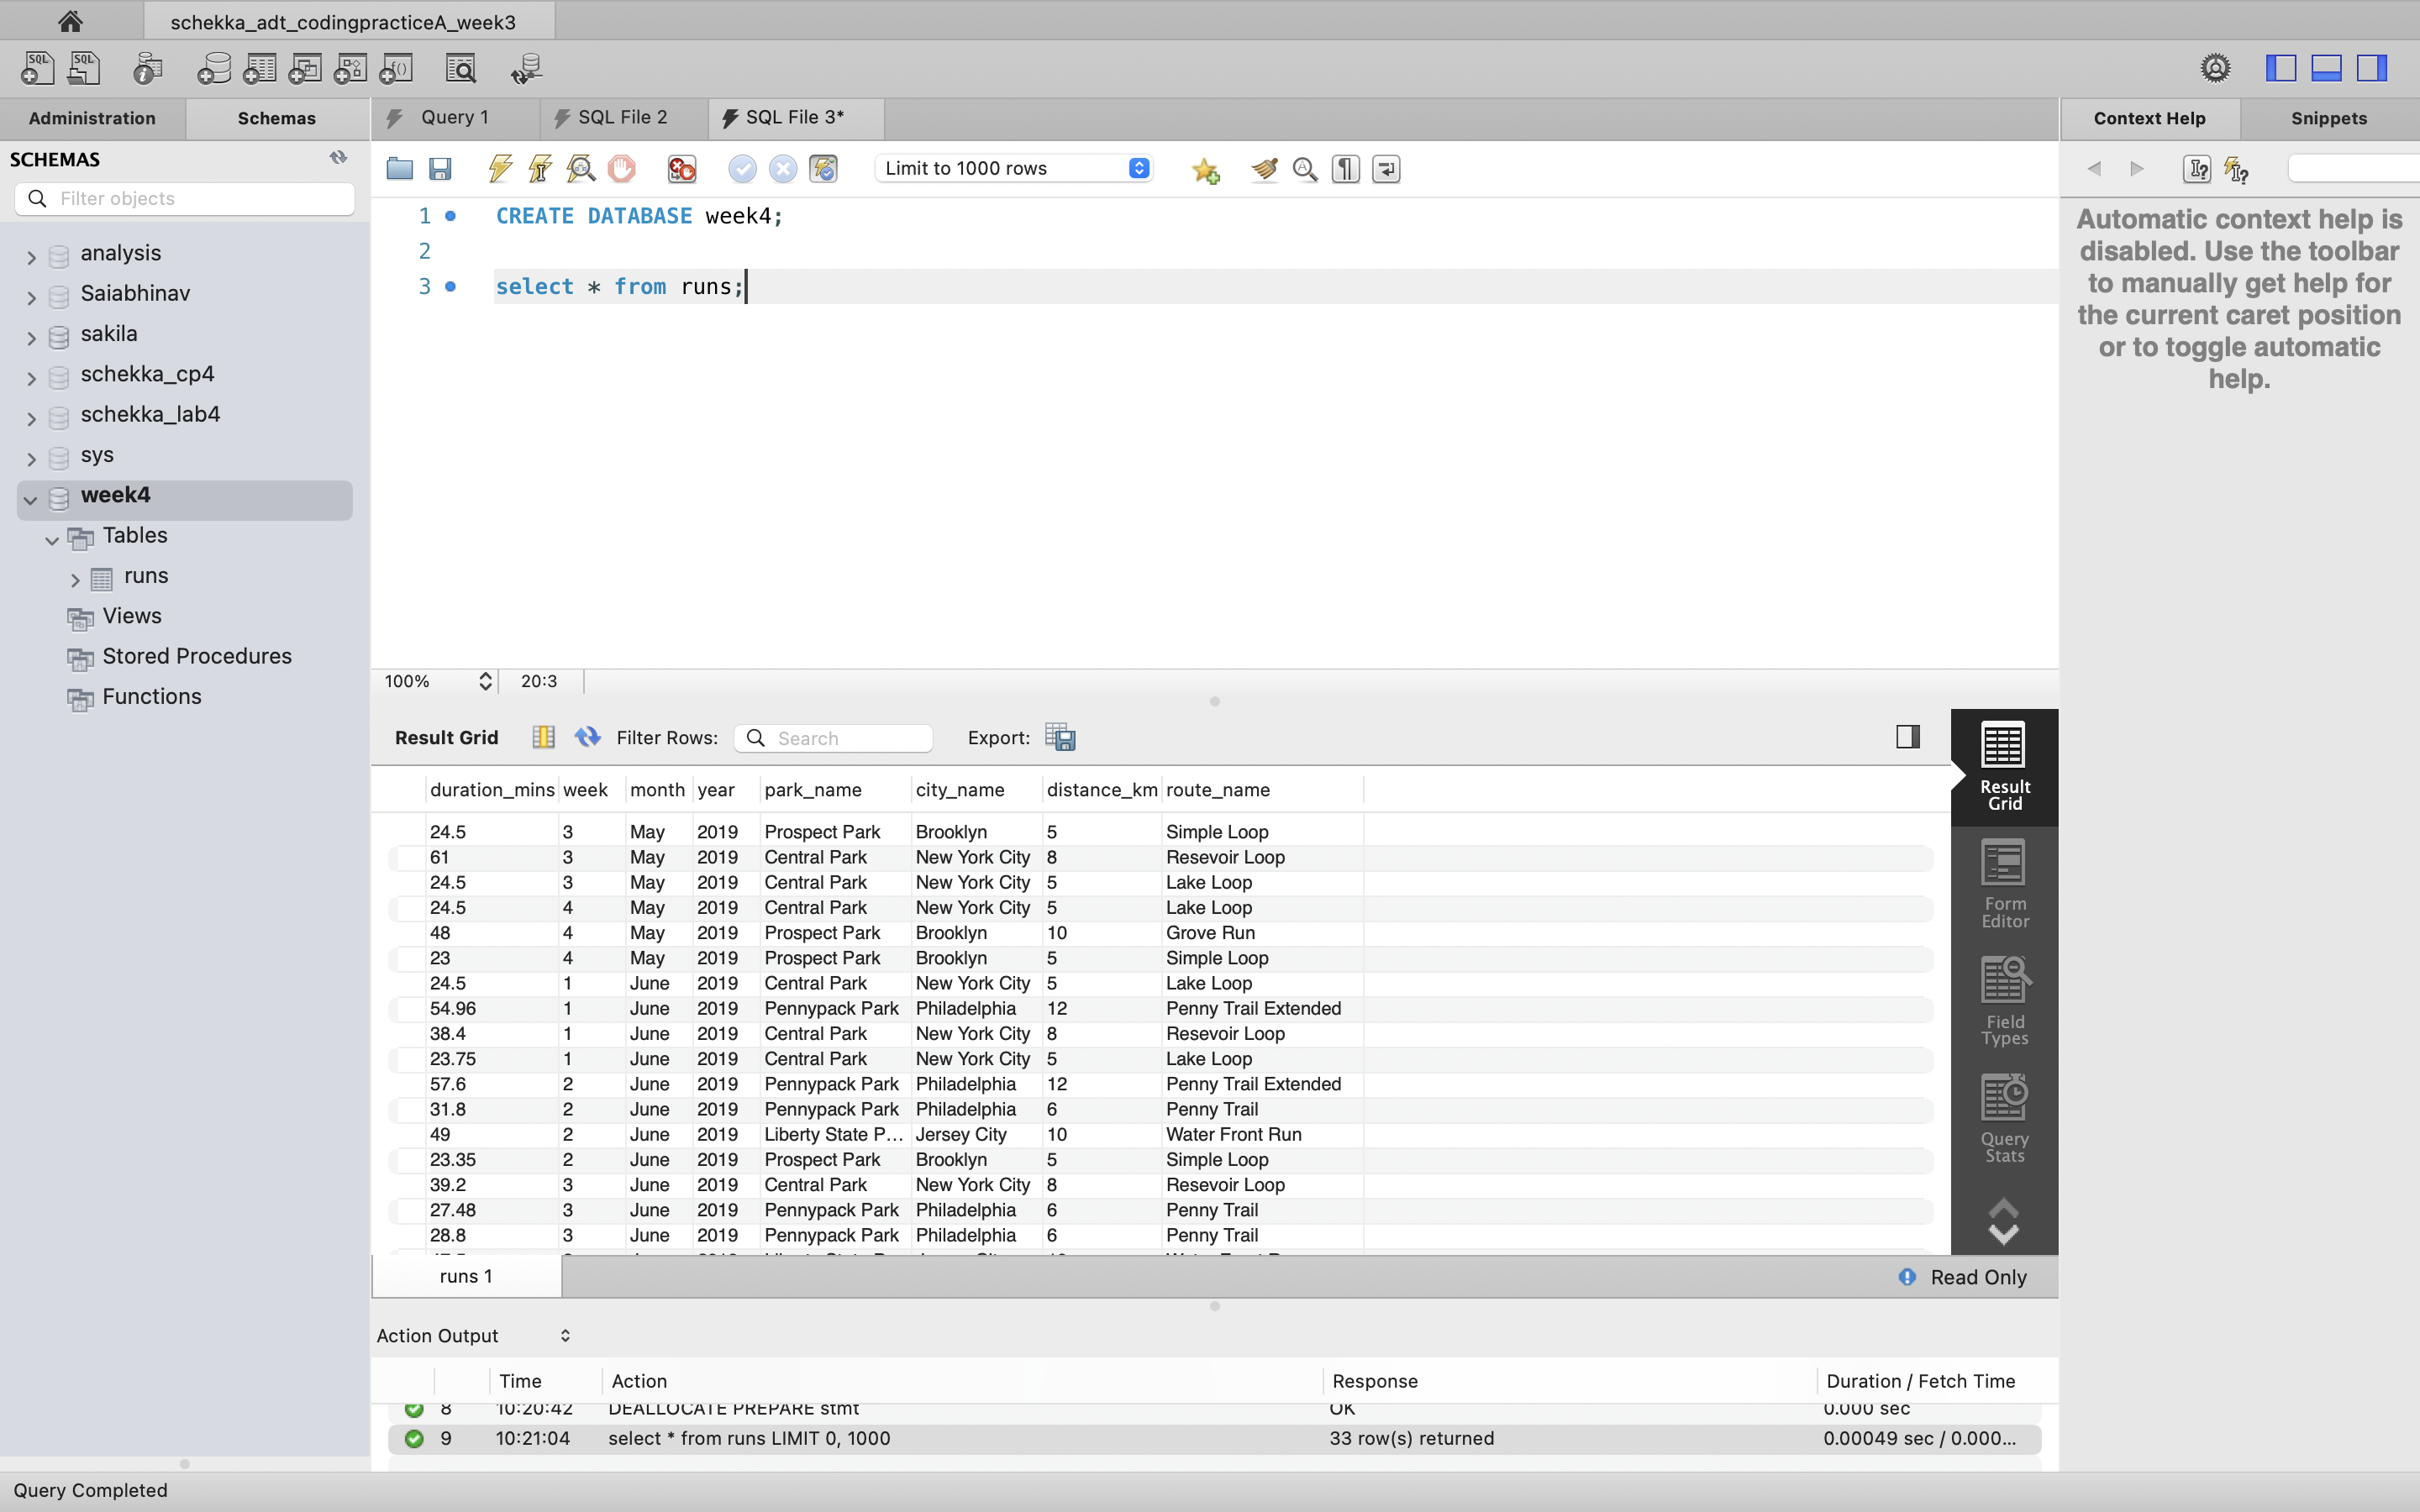 schekka_adt_codingpracticeA_week3
SQL SQL
Administration Schemas Query 1 SQL File 2 SQL File 3* Context Help Snippets
SCHEMAS
Filter objects
Limit to 1000 rows
analysis
Saiabhinav
sakila
schekka_cp4
schekka_lab4
sys
week4
Tables
runs
Views
Stored Procedures
Functions
1 CREATE DATABASE week4;
2
3 select * from runs;
Automatic context help is
disabled. Use the toolbar
to manually get help for
the current caret position
or to toggle automatic
help.
100% 20:3
Result Grid Filter Rows: Search Export:
duration_mins week month year park_name city_name distance_km route_name
24.5 3 May 2019 Prospect Park Brooklyn 5 Simple Loop
61 3 May 2019 Central Park New York City 8 Resevoir Loop
24.5 3 May 2019 Central Park New York City 5 Lake Loop
24.5 4 May 2019 Central Park New York City 5 Lake Loop
48 4 May 2019 Prospect Park Brooklyn 10 Grove Run
23 4 May 2019 Prospect Park Brooklyn 5 Simple Loop
24.5 1 June 2019 Central Park New York City 5 Lake Loop
54.96 1 June 2019 Pennypack Park Philadelphia 12 Penny Trail Extended
38.4 1 June 2019 Central Park New York City 8 Resevoir Loop
23.75 1 June 2019 Central Park New York City 5 Lake Loop
57.6 2 June 2019 Pennypack Park Philadelphia 12 Penny Trail Extended
31.8 2 June 2019 Pennypack Park Philadelphia 6 Penny Trail
49 2 June 2019 Liberty State P... Jersey City 10 Water Front Run
23.35 2 June 2019 Prospect Park Brooklyn 5 Simple Loop
39.2 3 June 2019 Central Park New York City 8 Resevoir Loop
27.48 3 June 2019 Pennypack Park Philadelphia 6 Penny Trail
28.8 3 June 2019 Pennypack Park Philadelphia 6 Penny Trail
Result
Grid
Form
Editor
Field
Types
Query
Stats
runs 1 Read Only
Action Output
Time Action Response Duration / Fetch Time
8 10:20:42 DEALLOCATE PREPARE stmt OK 0.000 sec
9 10:21:04 select * from runs LIMIT 0, 1000 33 row(s) returned 0.00049 sec / 0.000...
Query Completed